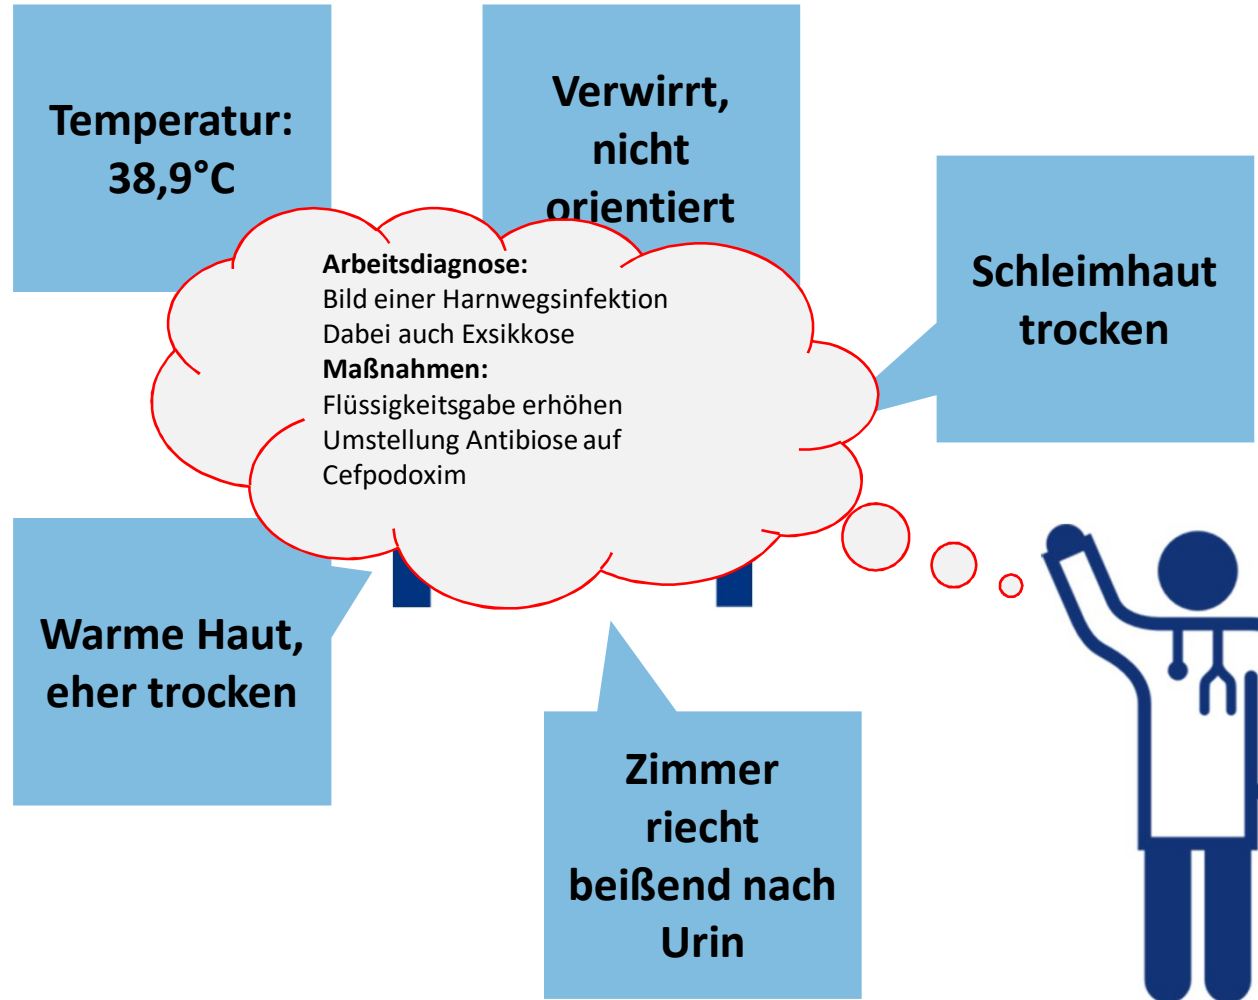 Temperatur:
38,9°C
Verwirrt,
nicht
orientiert
Schleimhaut
trocken
Arbeitsdiagnose:
Bild einer Harnwegsinfektion
Dabei auch Exsikkose
Maßnahmen:
Flüssigkeitsgabe erhöhen
Umstellung Antibiose auf
Cefpodoxim
Warme Haut,
eher trocken
Zimmer
riecht
beißend nach
Urin